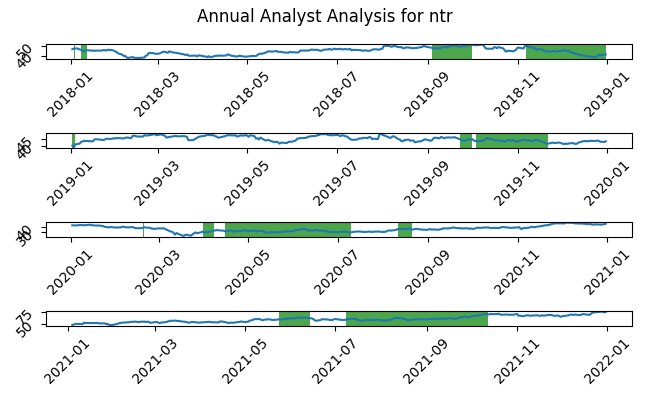 Annual Analyst Analysis for ntr
50
40
2018-01 2018-03 2018-05 2018-07 2018-09 2018-11 2019-01
2019-01 2019-03 2019-05 2019-07 2019-09 2019-11 2020-01
2020-01 2020-03 2020-05 2020-07 2020-09 2020-11 2021-01
75
50
2021-01 2021-03 2021-05 2021-07 2021-09 2021-11 2022-01